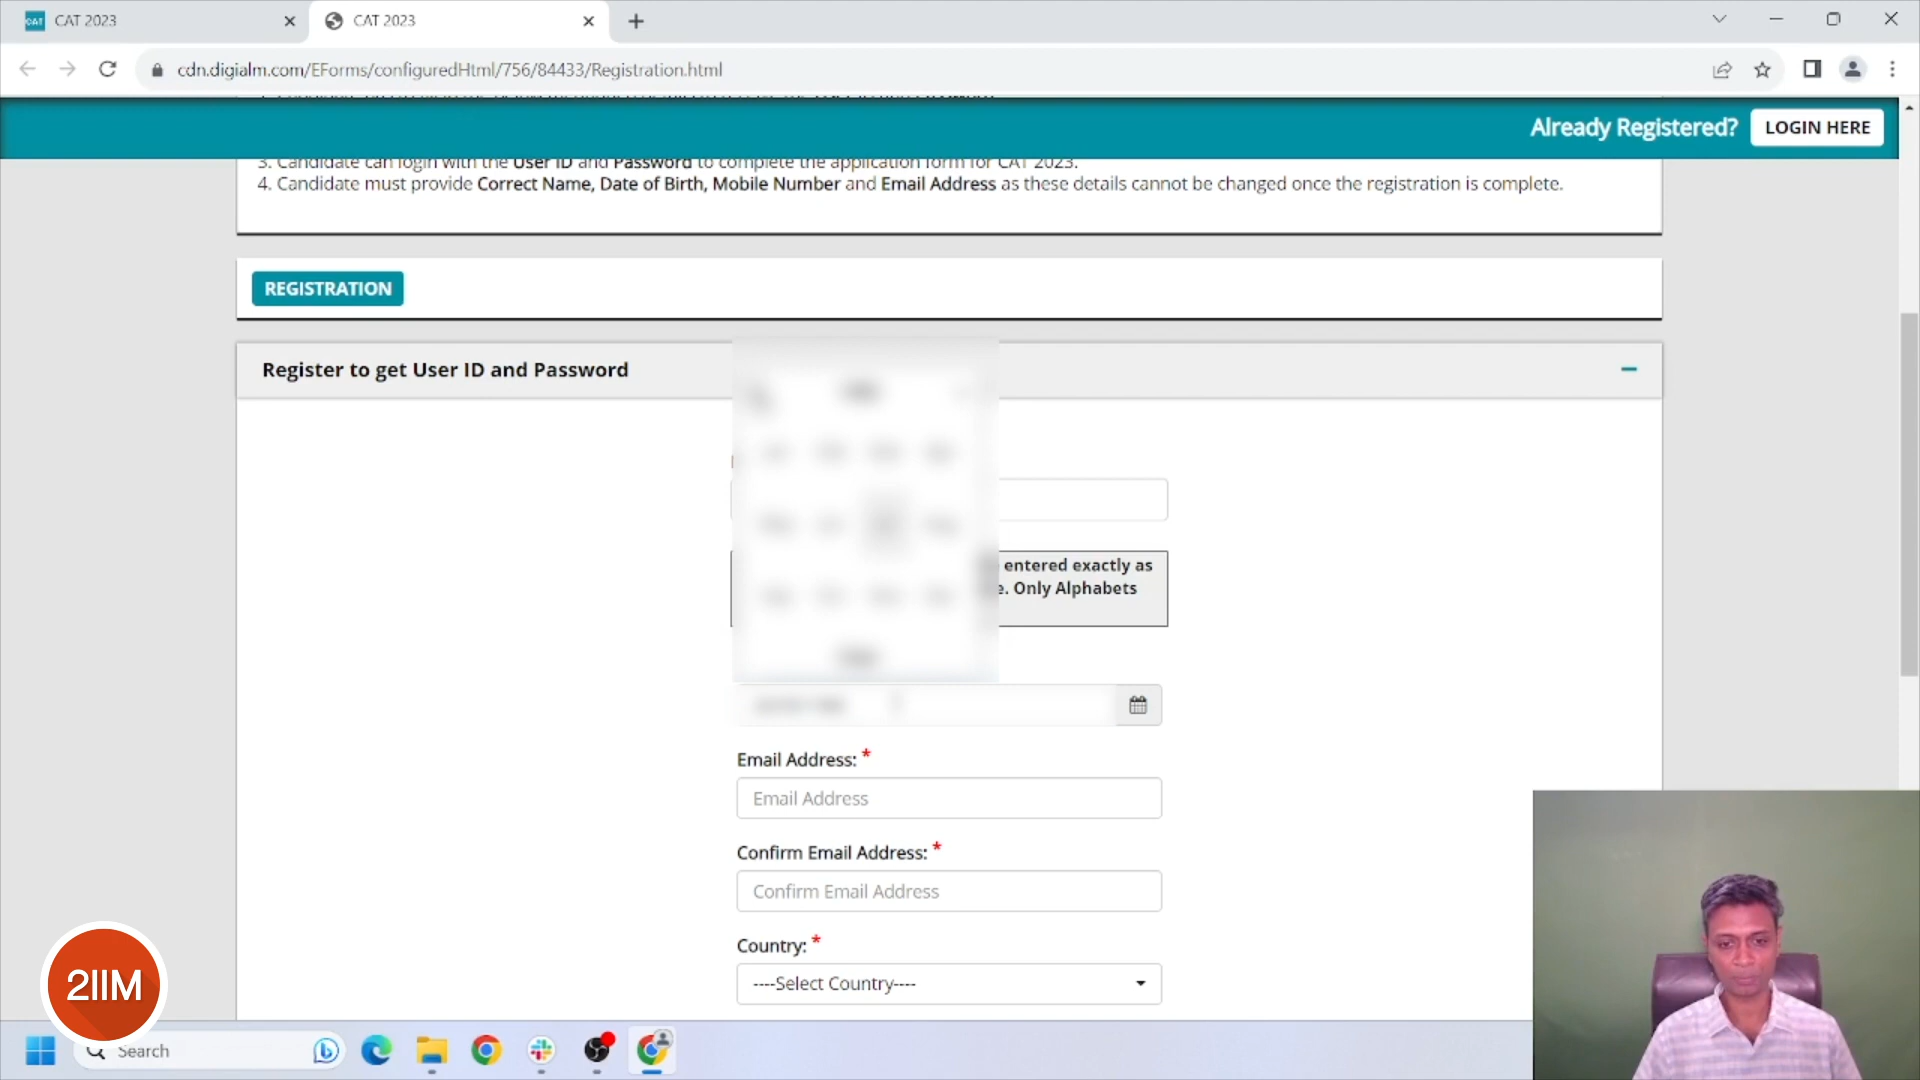 CAT
CAT 2023
CAT 2023
cdn.digialm.com/EForms/configuredHtml/756/84433/Registration.html
Already Registered?
LOGIN HERE
3. Candidate can login with the User ID and Password to complete the application form for CAT 2023.
4. Candidate must provide Correct Name, Date of Birth, Mobile Number and Email Address as these details cannot be changed once the registration is complete.
REGISTRATION
Register to get User ID and Password
entered exactly as
e. Only Alphabets
Email Address: *
Email Address
Confirm Email Address: *
Confirm Email Address
Country: *
----Select Country----
2IIM
Search